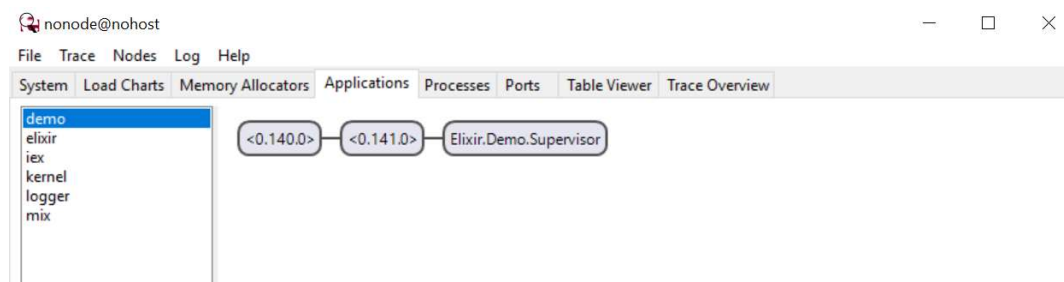 nonode@nohost
File Trace Nodes Log Help
System Load Charts Memory Allocators Applications Processes Ports Table Viewer Trace Overview
demo
elixir
iex
kernel
logger
mix
<0.140.0> <0.141.0> Elixir.Demo.Supervisor